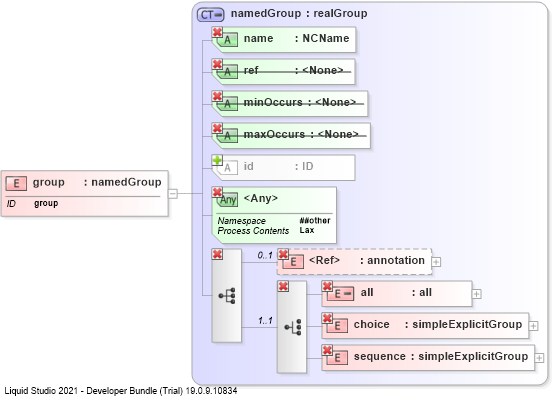 CT namedGroup : realGroup
A name : NCName
A ref : <None>
A minOccurs : <None>
A maxOccurs : <None>
A id : ID
E group : namedGroup
ID group
Any <Any>
Namespace ##other
Process Contents Lax
0..1 E <Ref> : annotation
E all : all
1..1 E choice : simpleExplicitGroup
E sequence : simpleExplicitGroup
Liquid Studio 2021 - Developer Bundle (Trial) 19.0.9.10834